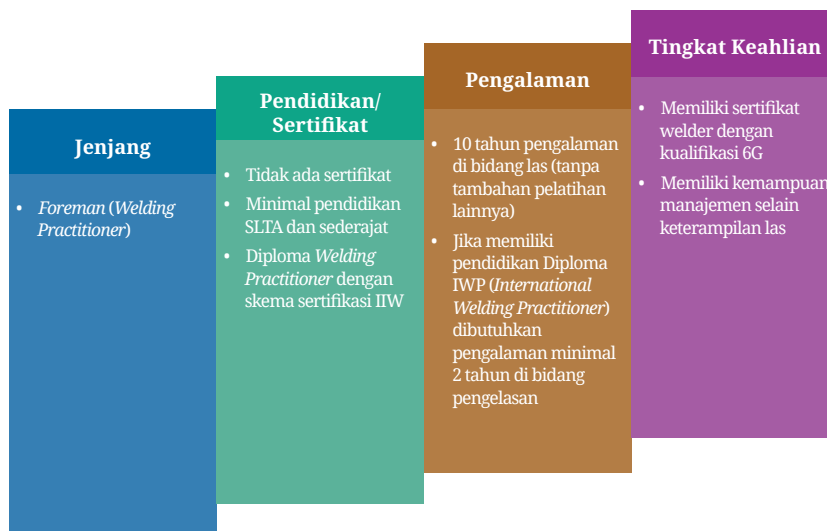 Jenjang
• Foreman (Welding
Practitioner)
Pendidikan/
Sertifikat
• Tidak ada sertifikat
• Minimal pendidikan
SLTA dan sederajat
• Diploma Welding
Practitioner dengan
skema sertifikasi IIW
Pengalaman
• 10 tahun pengalaman
di bidang las (tanpa
tambahan pelatihan
lainnya)
• Jika memiliki
pendidikan Diploma
IWP (International
Welding Practitioner)
dibutuhkan
pengalaman minimal
2 tahun di bidang
pengelasan
Tingkat Keahlian
• Memiliki sertifikat
welder dengan
kualifikasi 6G
• Memiliki kemampuan
manajemen selain
keterampilan las